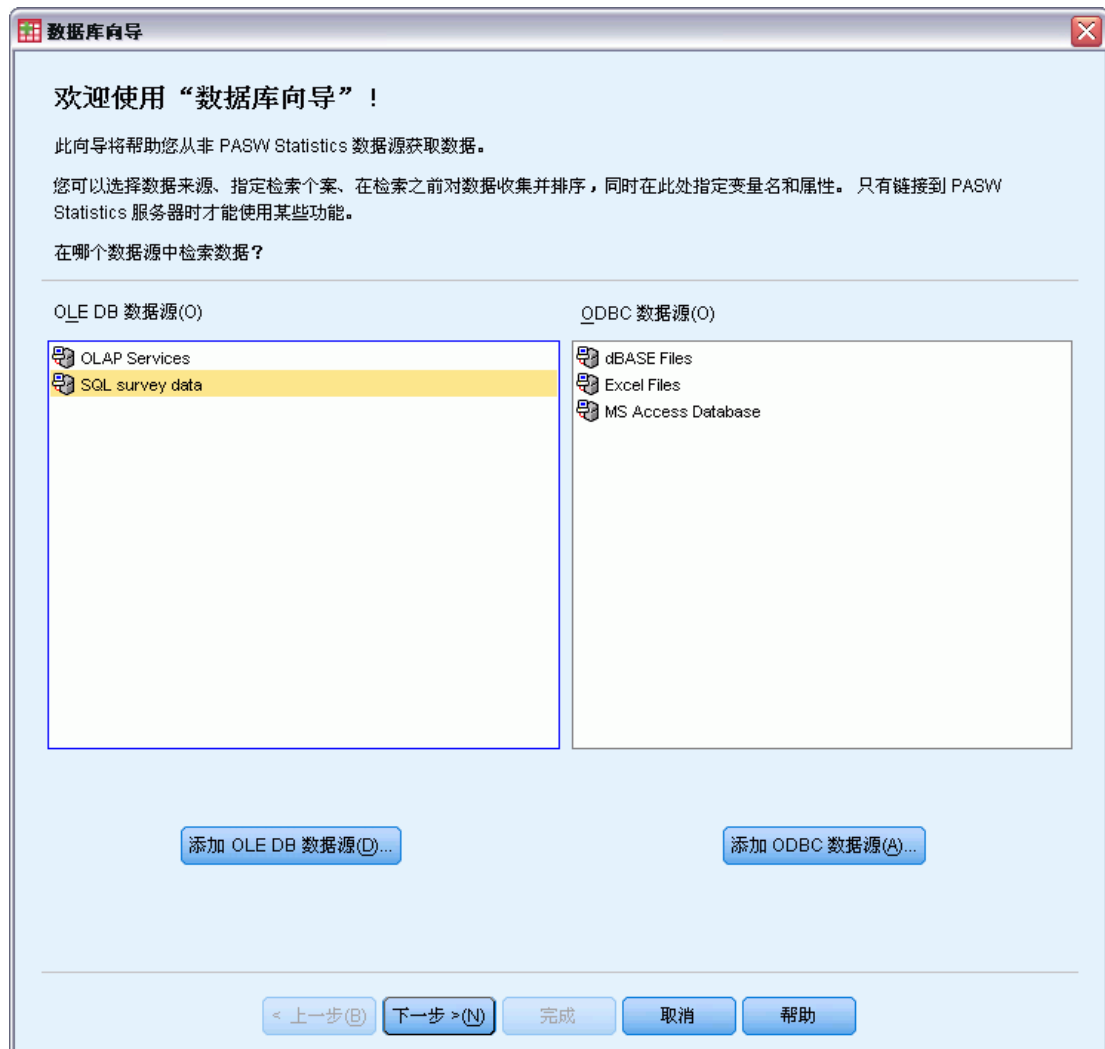 数据库向导
欢迎使用“数据库向导”！
此向导将帮助您从非 PASW Statistics 数据源获取数据。
您可以选择数据来源、指定检索个案、在检索之前对数据收集并排序，同时在此处指定变量名和属性。 只有链接到 PASW
Statistics 服务器时才能使用某些功能。
在哪个数据源中检索数据？
OLE DB 数据源(O)
ODBC 数据源(O)
OLAP Services
SQL survey data
dBASE Files
Excel Files
MS Access Database
添加 OLE DB 数据源(D)...
添加 ODBC 数据源(A)...
< 上一步(B)
下一步 >(N)
完成
取消
帮助